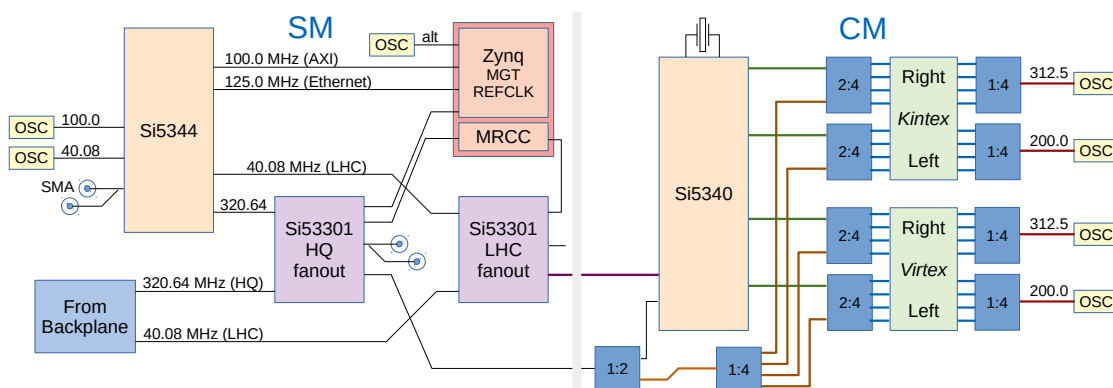 SM
CM
OSC
alt
Zynq
MGT
REFCLK
MRCC
100.0 MHz (AXI)
125.0 MHz (Ethernet)
Si5344
OSC
100.0
OSC
40.08
SMA
40.08 MHz (LHC)
320.64
Si53301
HQ
fanout
Si53301
LHC
fanout
From
Backplane
320.64 MHz (HQ)
40.08 MHz (LHC)
Si5340
1:2
1:4
2:4
Right
Kintex
Left
1:4
312.5
OSC
2:4
1:4
200.0
OSC
2:4
Right
Virtex
Left
1:4
312.5
OSC
2:4
1:4
200.0
OSC